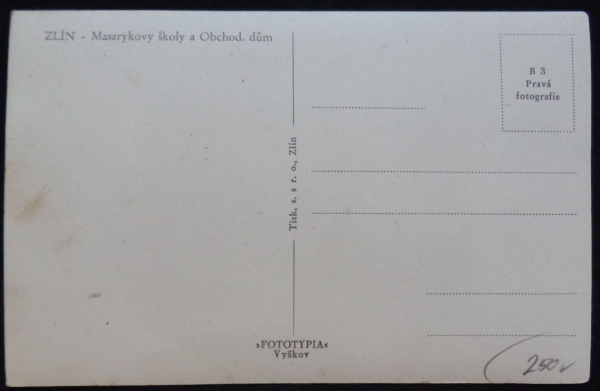 ZLÍN - Masarykovy školy a Obchod. dům
B 3
Pravá
fotografie
Tisk, s. s r. o., Zlín
»FOTOTYPIA«
Vyškov
250